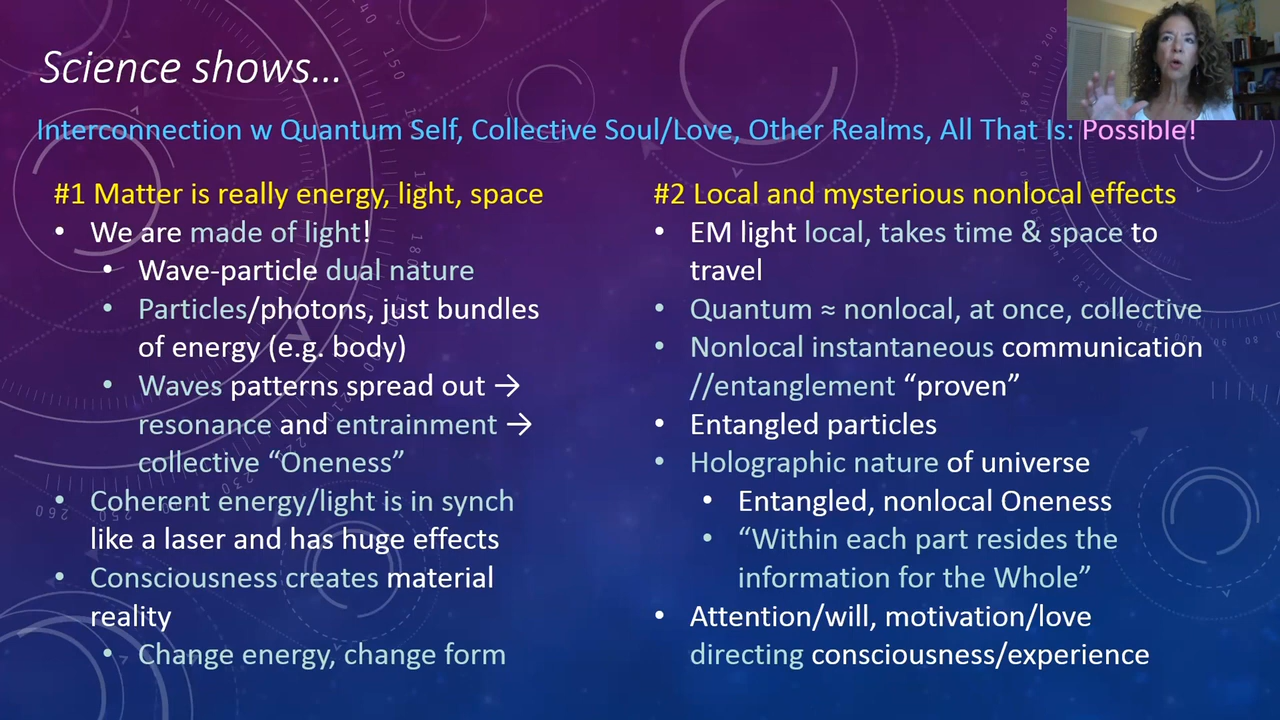 Science shows...
Interconnection w Quantum Self, Collective Soul/Love, Other Realms, All That Is: Possible!
#1 Matter is really energy, light, space
• We are made of light!
• Wave-particle dual nature
• Particles/photons, just bundles
of energy (e.g. body)
• Waves patterns spread out →
resonance and entrainment →
collective “Oneness”
• Coherent energy/light is in synch
like a laser and has huge effects
• Consciousness creates material
reality
• Change energy, change form
#2 Local and mysterious nonlocal effects
• EM light local, takes time & space to
travel
• Quantum ≈ nonlocal, at once, collective
• Nonlocal instantaneous communication
//entanglement “proven”
• Entangled particles
• Holographic nature of universe
• Entangled, nonlocal Oneness
• “Within each part resides the
information for the Whole”
• Attention/will, motivation/love
directing consciousness/experience